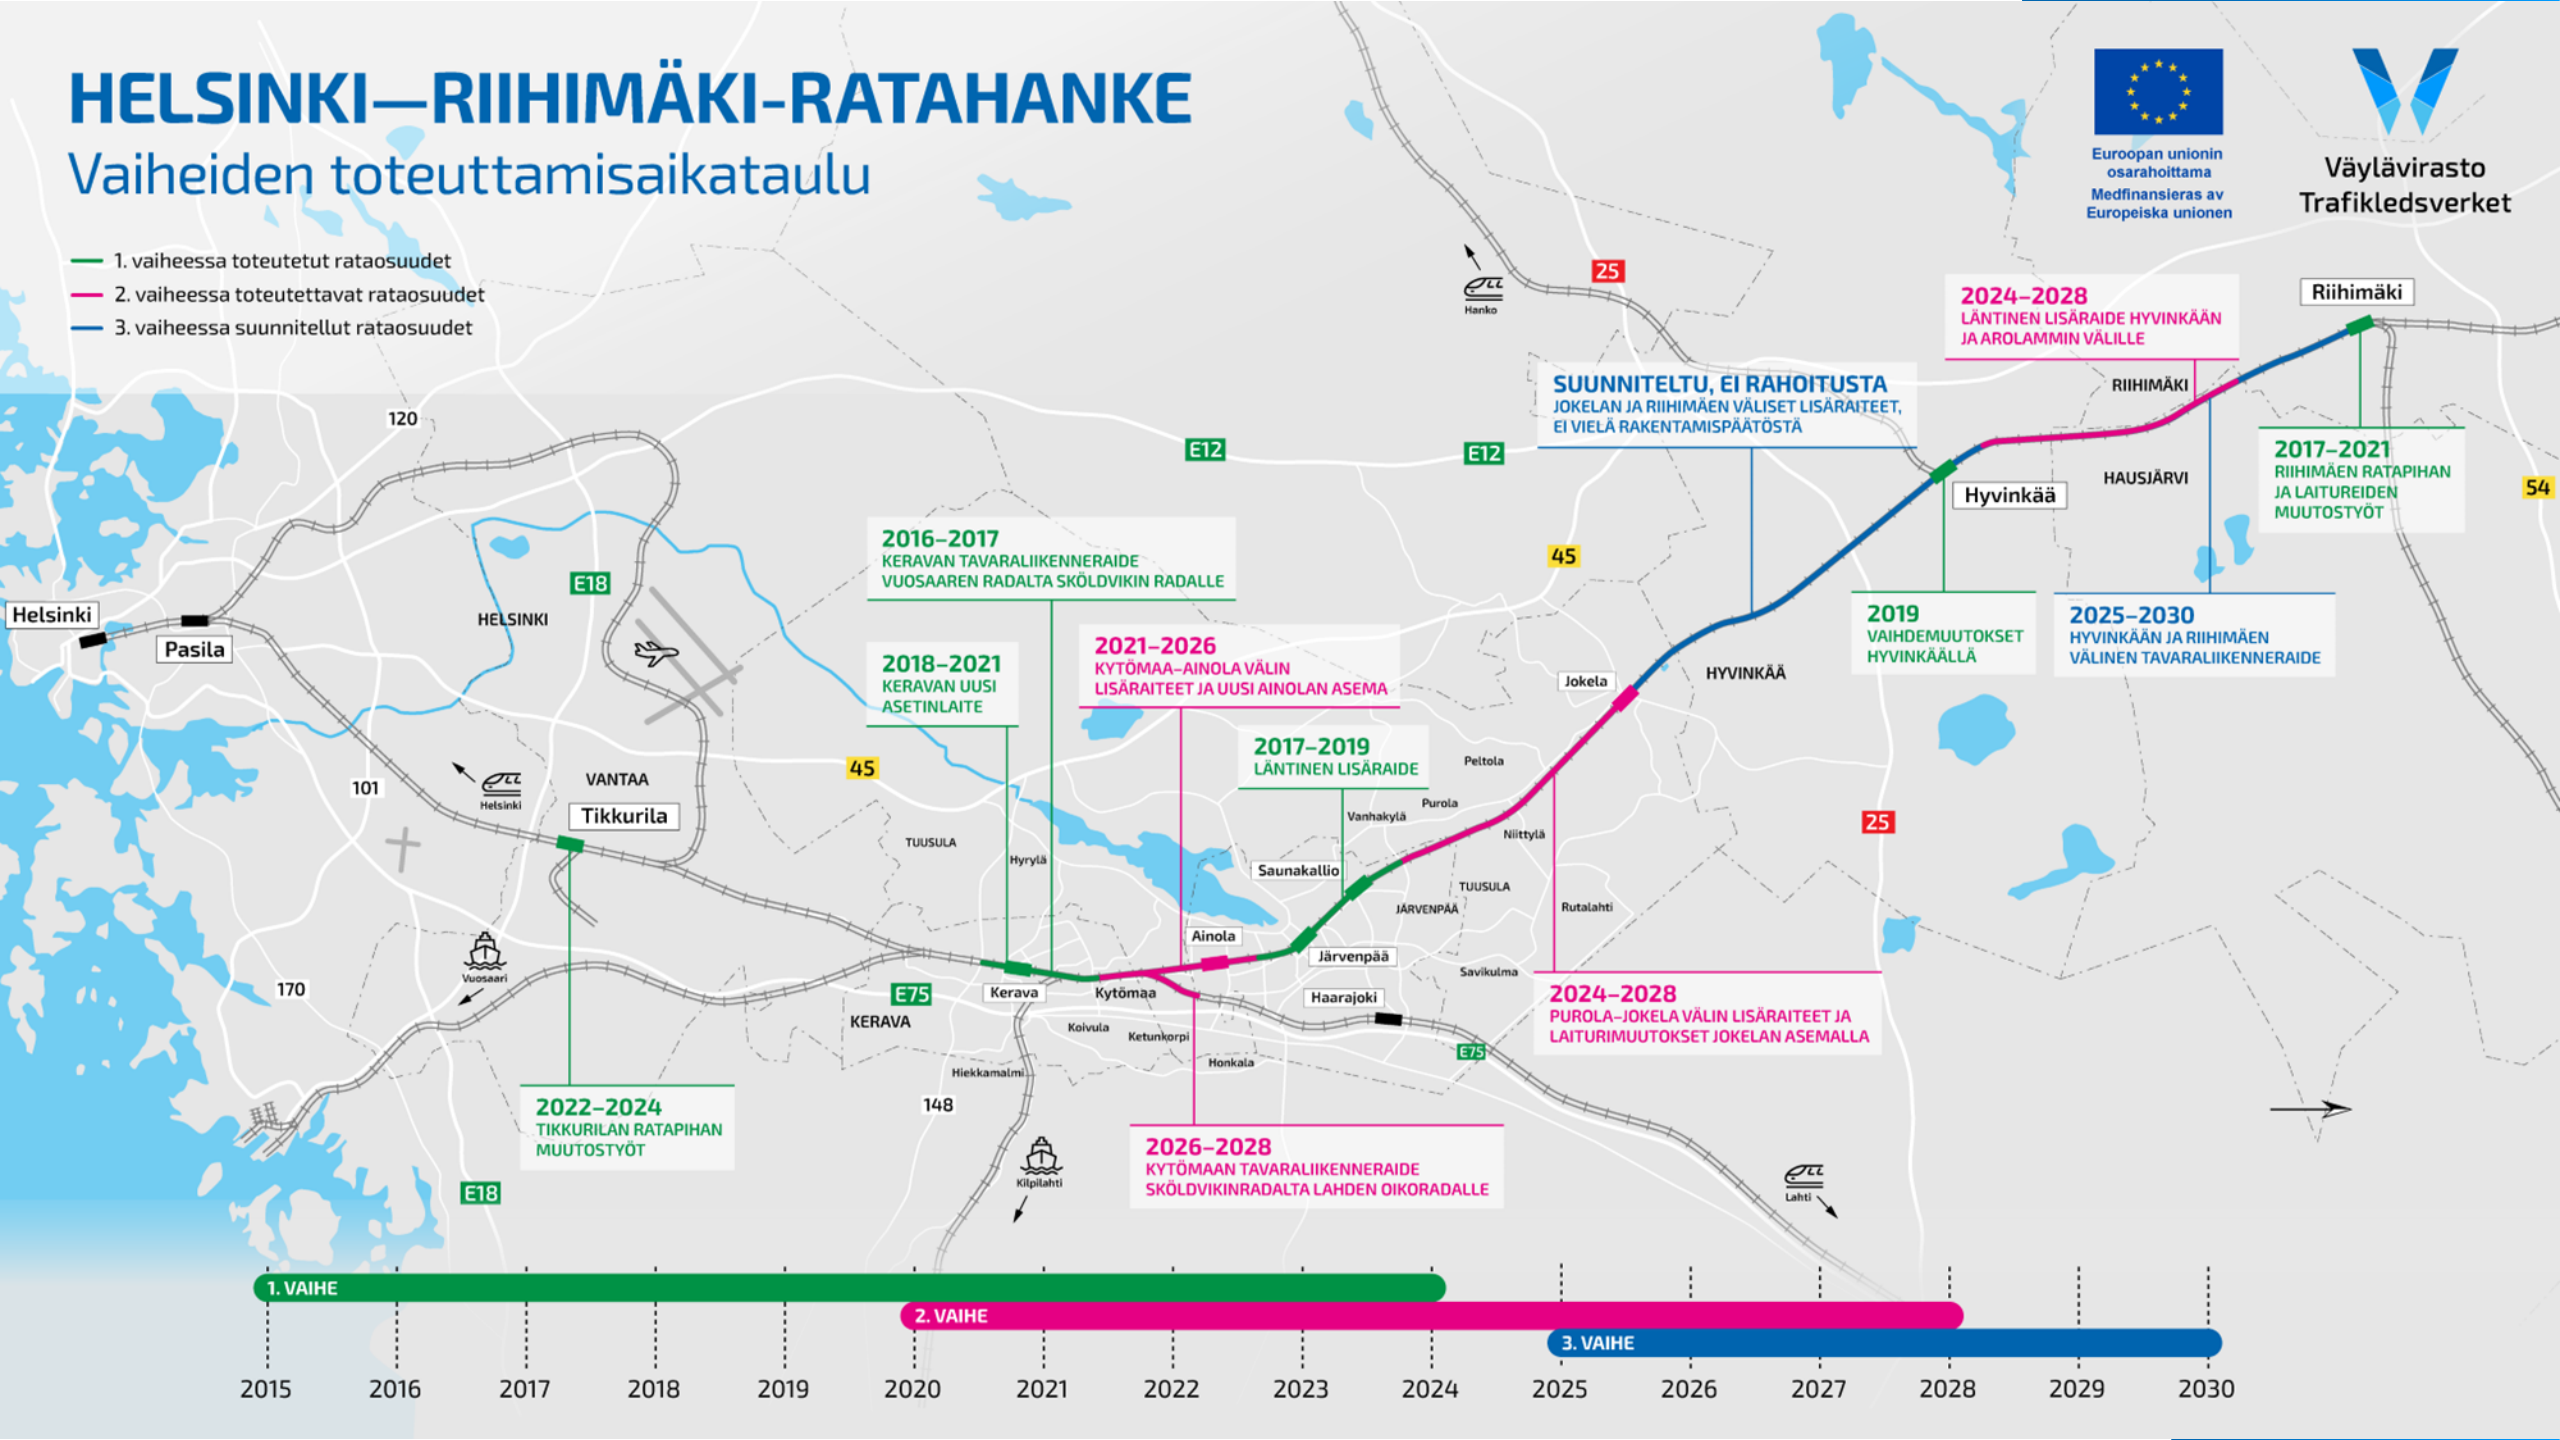 HELSINKI—RIIHIMÄKI-RATAHANKE
Vaiheiden toteuttamisaikataulu
1. vaiheessa toteutetut rataosuudet
2. vaiheessa toteutettavat rataosuudet
3. vaiheessa suunnitellut rataosuudet
Euroopan unionin
osarahoittama
Medfinansieras av
Europeiska unionen
Väylävirasto
Trafikledsverket
25
Hanko
2024–2028
LÄNTINEN LISÄRAIDE HYVINKÄÄN
JA AROLAMMIN VÄLILLE
Riihimäki
SUUNNITELTU, EI RAHOITUSTA
JOKELAN JA RIIHIMÄEN VÄLISET LISÄRAITEET,
EI VIELÄ RAKENTAMISPÄÄTÖSTÄ
RIIHIMÄKI
120
E12
E12
HAUSJÄRVI
2017–2021
RIIHIMÄEN RATAPIHAN
JA LAITUREIDEN
MUUTOSTYÖT
54
Hyvinkää
2016–2017
KERAVAN TAVARALIIKENNERAIDE
VUOSAAREN RADALTA SKÖLDVIKIN RADALLE
45
E18
Helsinki
HELSINKI
Pasila
2018–2021
KERAVAN UUSI
ASETINLAITE
2021–2026
KYTÖMAA–AINOLA VÄLIN
LISÄRAITEET JA UUSI AINOLAN ASEMA
2019
VAIHDEMUUTOKSET
HYVINKÄÄLLÄ
2025–2030
HYVINKÄÄN JA RIIHIMÄEN
VÄLINEN TAVARALIIKENNERAIDE
Jokela
HYVINKÄÄ
2017–2019
LÄNTINEN LISÄRAIDE
Peltola
45
101
Helsinki
VANTAA
Tikkurila
Purola
Vanhakylä
Niittylä
25
TUUSULA
Hyrylä
Saunakallio
TUUSULA
JÄRVENPÄÄ
Rutalahti
Ainola
Järvenpää
Savikulma
Vuosaari
170
E75
Kerava
Kytömaa
Haarajoki
2024–2028
PUROLA–JOKELA VÄLIN LISÄRAITEET JA
LAITURIMUUTOKSET JOKELAN ASEMALLA
KERAVA
Koivula
Ketunkorpi
E75
Honkala
Hiekkamalmi
148
2022–2024
TIKKURILAN RATAPIHAN
MUUTOSTYÖT
2026–2028
KYTÖMAAN TAVARALIIKENNERAIDE
SKÖLDVIKINRADALTA LAHDEN OIKORADALLE
Kilpilahti
E18
Lahti
1. VAIHE
2. VAIHE
3. VAIHE
2015 2016 2017 2018 2019 2020 2021 2022 2023 2024 2025 2026 2027 2028 2029 2030